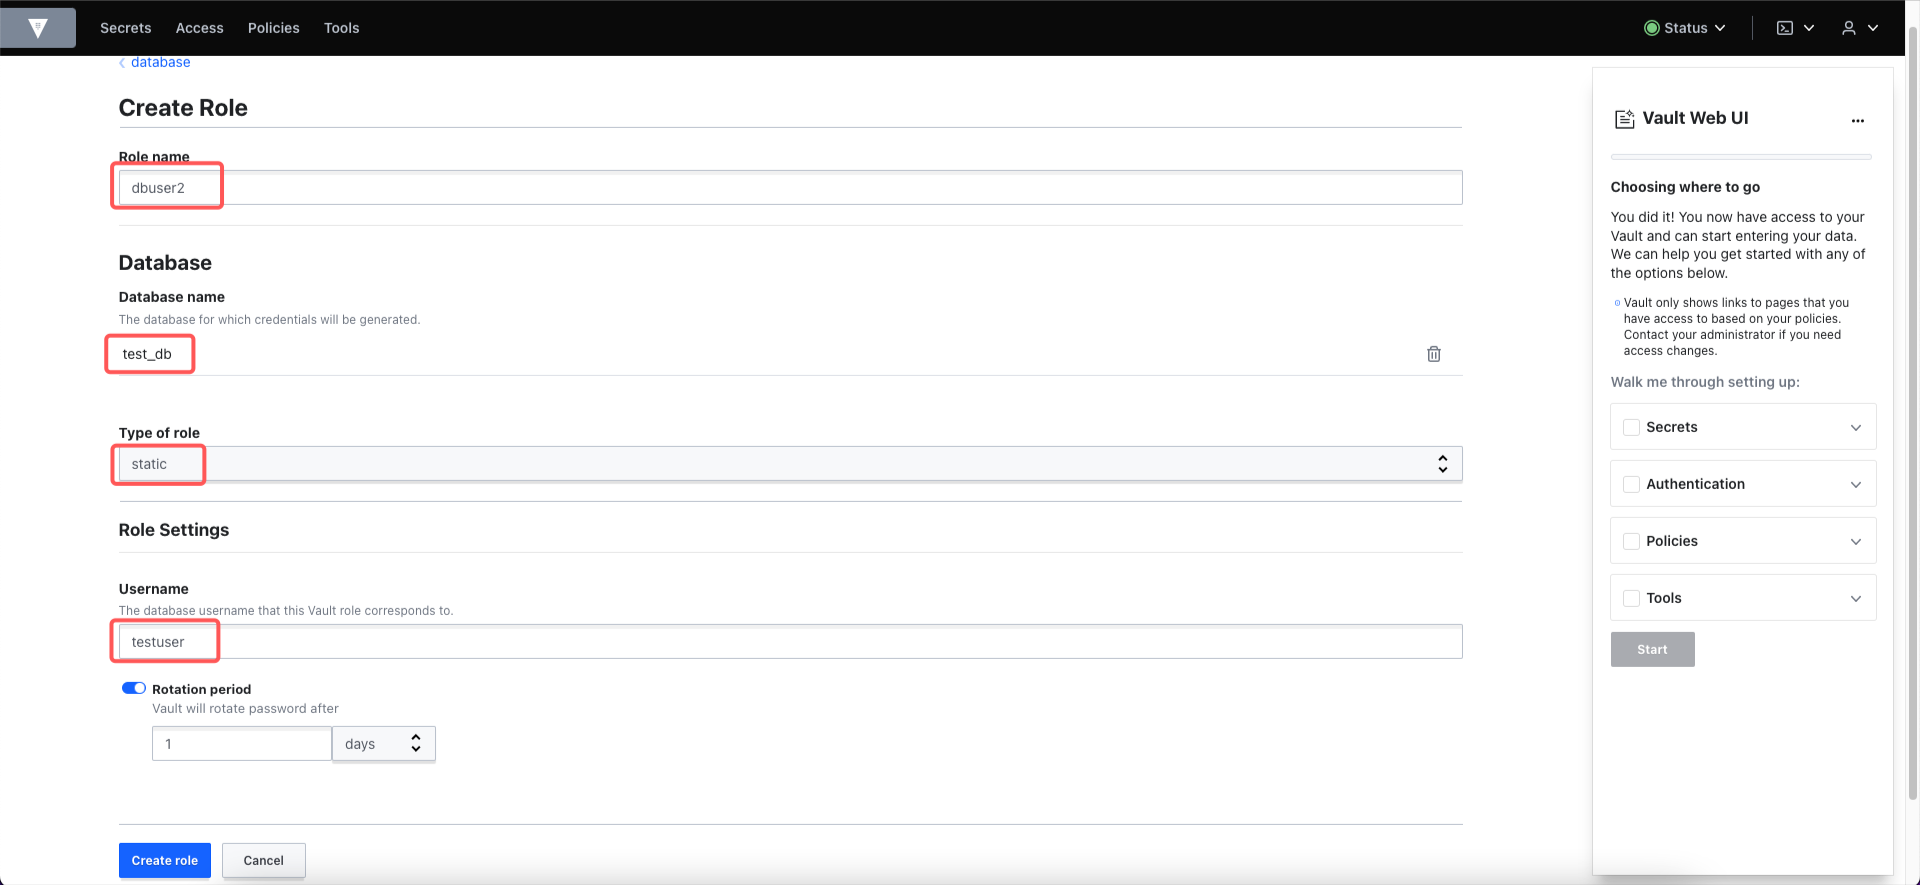 Secrets Access Policies Tools Status
database
Create Role
Role name
dbuser2
Database
Database name
The database for which credentials will be generated.
test_db
Type of role
static
Role Settings
Username
The database username that this Vault role corresponds to.
testuser
Rotation period
Vault will rotate password after
1 days
Create role Cancel
Vault Web UI
Choosing where to go
You did it! You now have access to your
Vault and can start entering your data.
We can help you get started with any of
the options below.
Vault only shows links to pages that you
have access to based on your policies.
Contact your administrator if you need
access changes.
Walk me through setting up:
Secrets
Authentication
Policies
Tools
Start